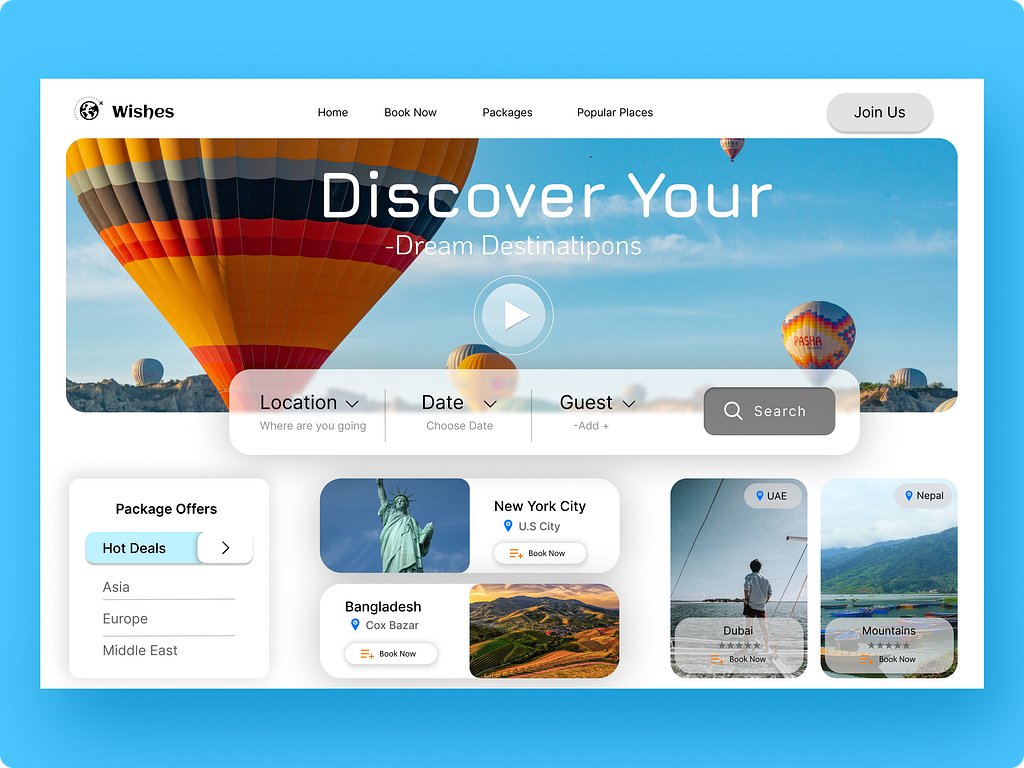 Wishes
Home
Book Now
Packages
Popular Places
Join Us
Discover Your
-Dream Destinatipons
PASHA
Location
Where are you going
Date
Choose Date
Guest
-Add +
Search
Package Offers
Hot Deals
Asia
Europe
Middle East
New York City
U.S City
Book Now
Bangladesh
Cox Bazar
Book Now
UAE
Dubai
Book Now
Nepal
Mountains
Book Now